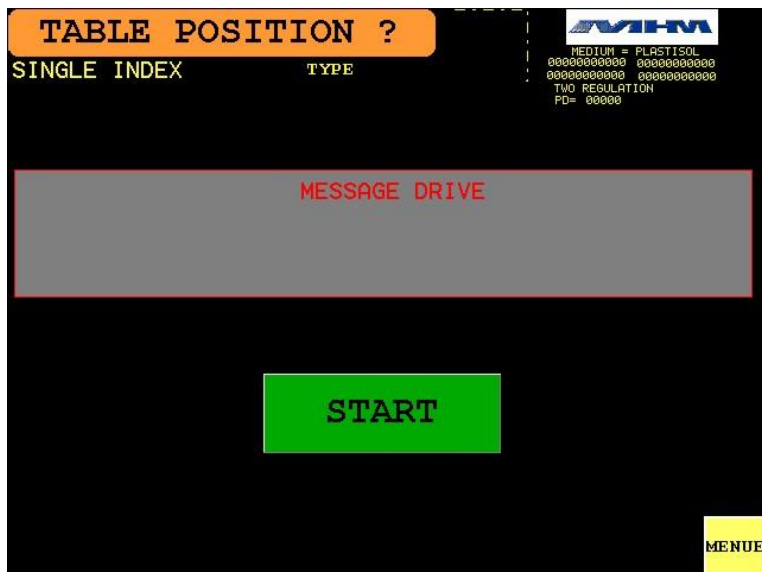 TABLE POSITION ?
SINGLE INDEX
TYPE
MHM
MEDIUM = PLASTISOL
00000000000 00000000000
00000000000 00000000000
TWO REGULATION
PD= 00000
MESSAGE DRIVE
START
MENUE